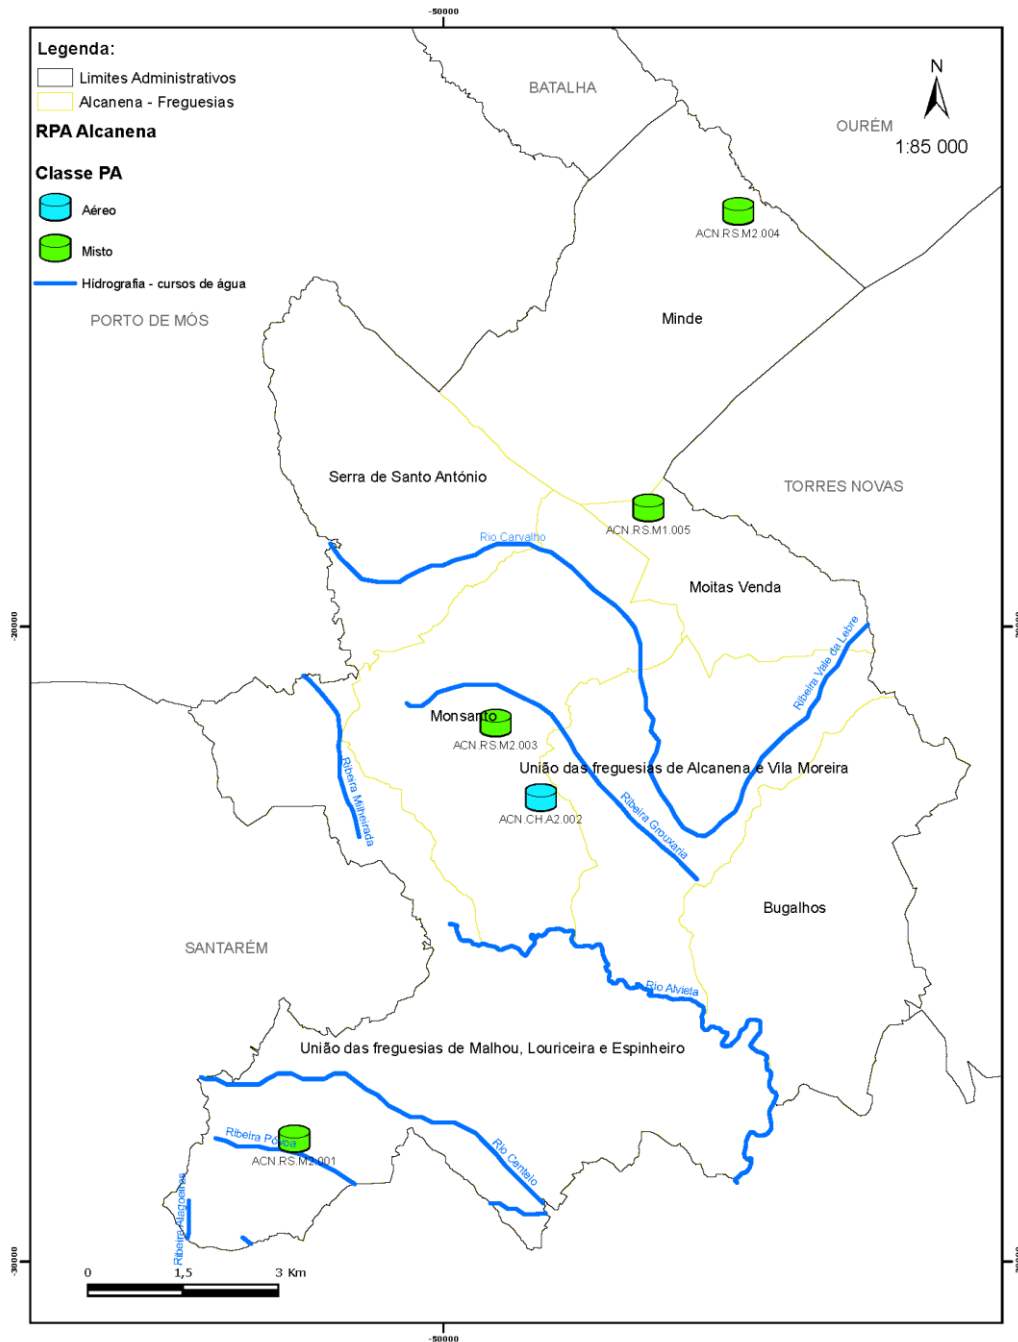 -50000
Legenda:
Limites Administrativos
Alcanena - Freguesias
RPA Alcanena
Classe PA
Aéreo
Misto
Hidrografia - cursos de água
BATALHA
OURÉM
N
1:85 000
ACN.RS.M2.004
PORTO DE MÓS
Minde
Serra de Santo António
TORRES NOVAS
ACN.RS.M1.005
Rio Carvalho
Moitas Venda
-20000
Ribeira Vale da Lebre
Monsanto
ACN.RS.M2.003
União das freguesias de Alcanena e Vila Moreira
Ribeira Milheirada
ACN.CH.A2.002
Ribeira Grouxaria
Bugalhos
SANTARÉM
Rio Alviela
União das freguesias de Malhou, Louriceira e Espinheiro
Ribeira Póvoa
ACN.RS.M2.001
Rio Centeio
Ribeira Alagoeiras
-30000
0 1,5 3 Km
-50000